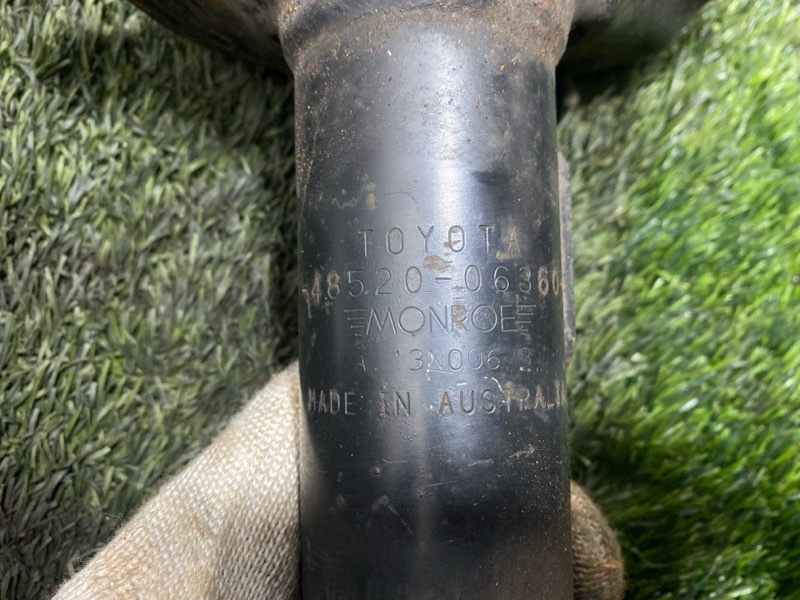 TOYOTA
48520-06360
MONROE
MADE IN AUSTRALIA